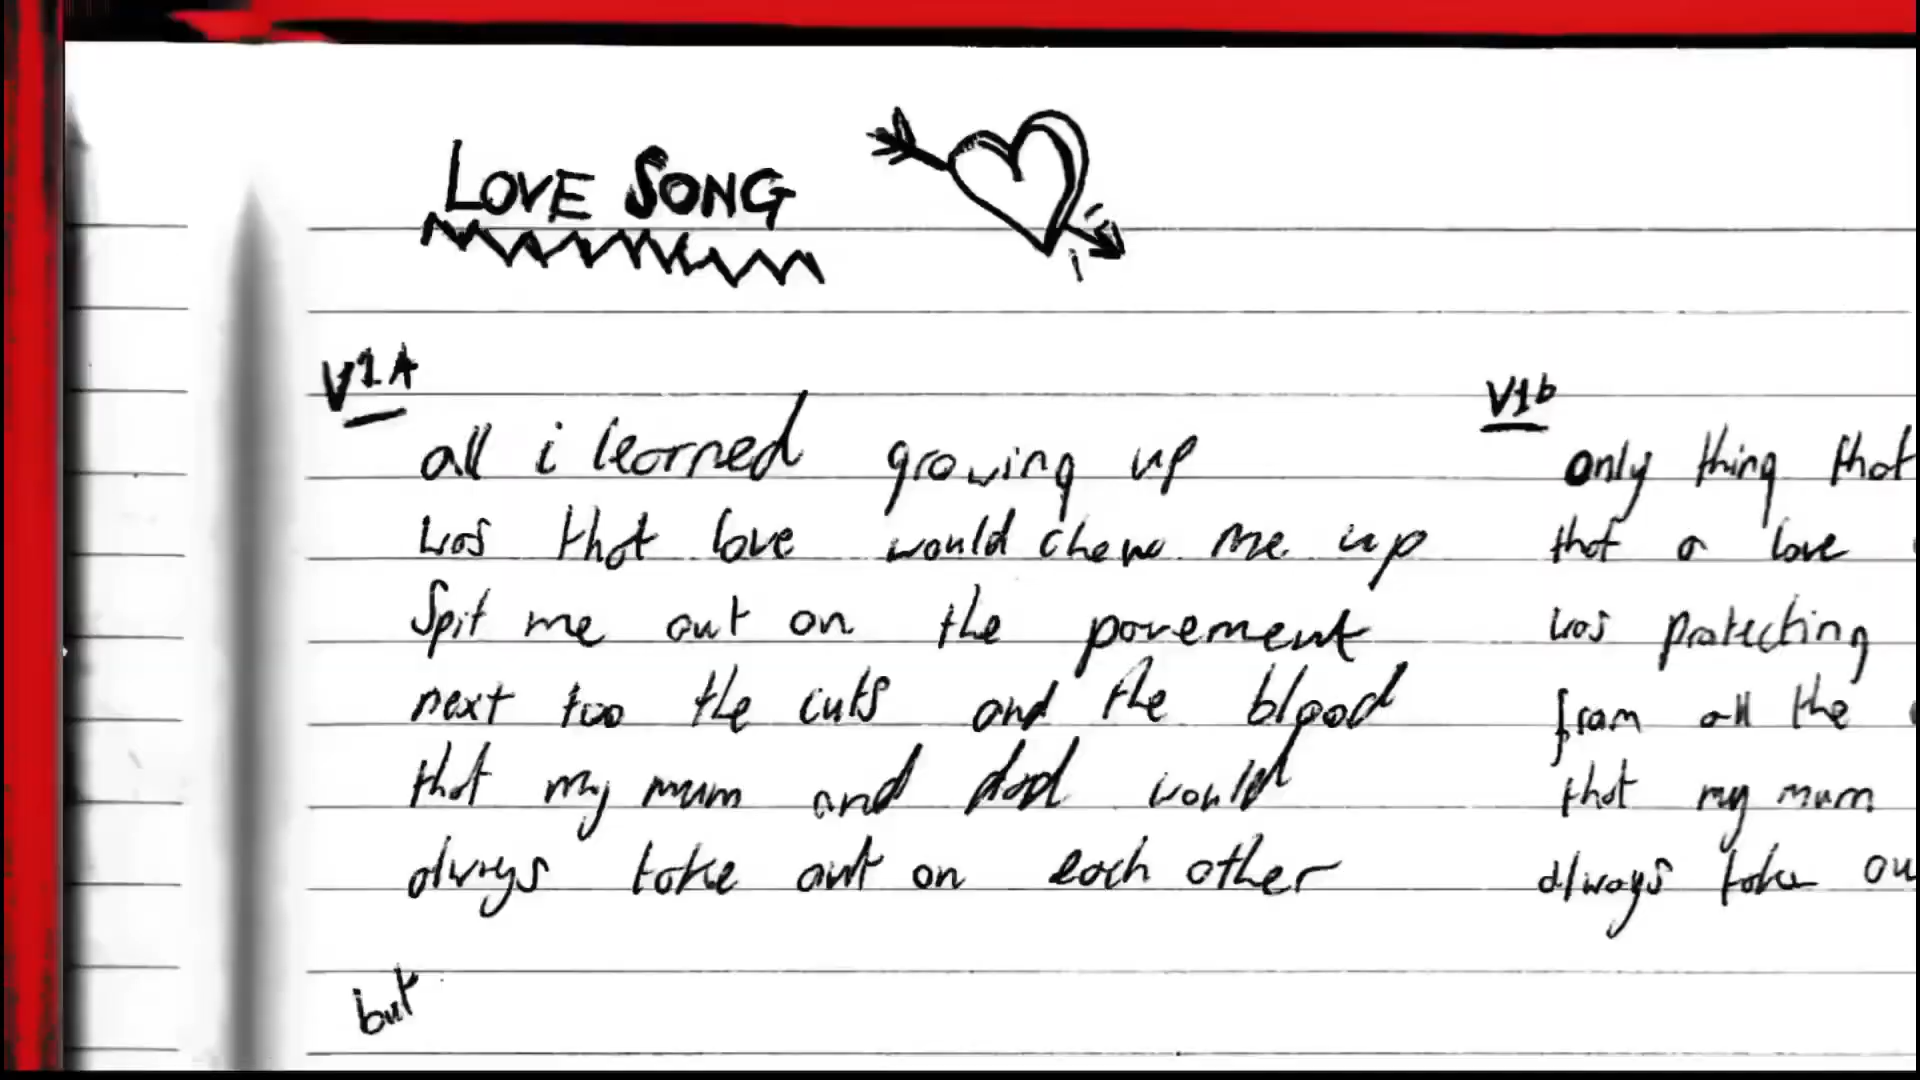 LOVE SONG
V1A
all i learned growing up
was that love would chew me up
Spit me out on the pavement
next too the cuts and the blood
that my mum and dad would
always take out on each other
but
V1b
only thing that
that a love
was protecting
from all the
that my mum
always take ou